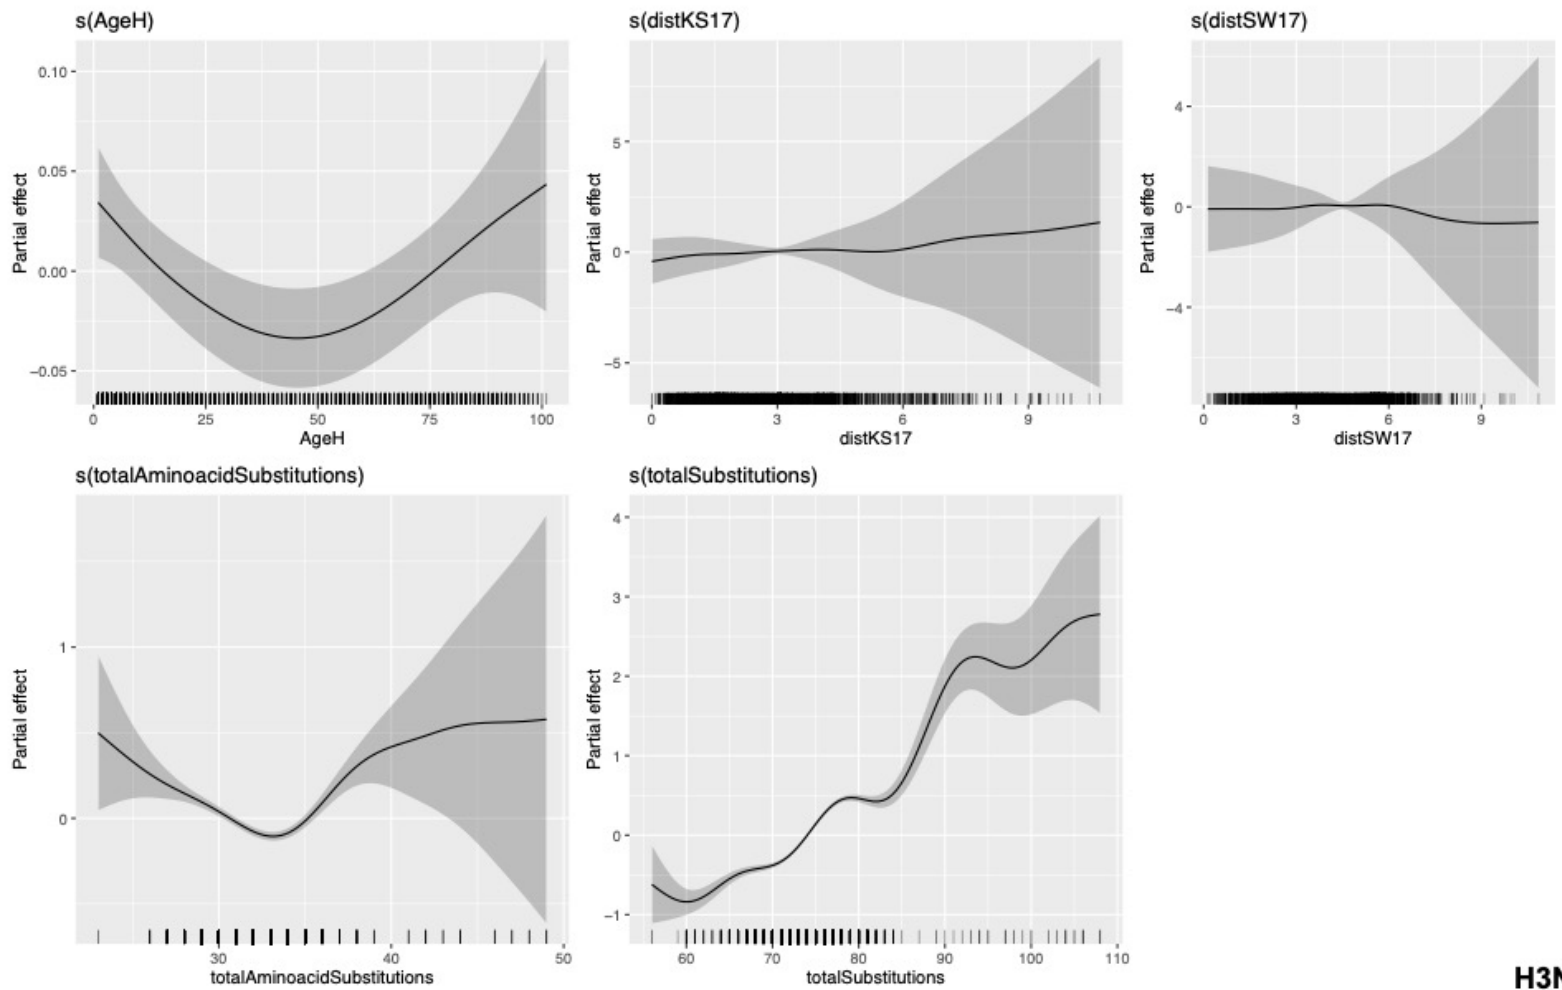 s(AgeH)
0.10
0.05
0.00
−0.05
Partial effect
0
25
50
75
100
AgeH
s(distKS17)
5
0
−5
Partial effect
0
3
6
9
distKS17
s(distSW17)
4
0
−4
Partial effect
0
3
6
9
distSW17
s(totalAminoacidSubstitutions)
1
0
Partial effect
30
40
50
totalAminoacidSubstitutions
s(totalSubstitutions)
4
3
2
1
0
−1
Partial effect
60
70
80
90
100
110
totalSubstitutions